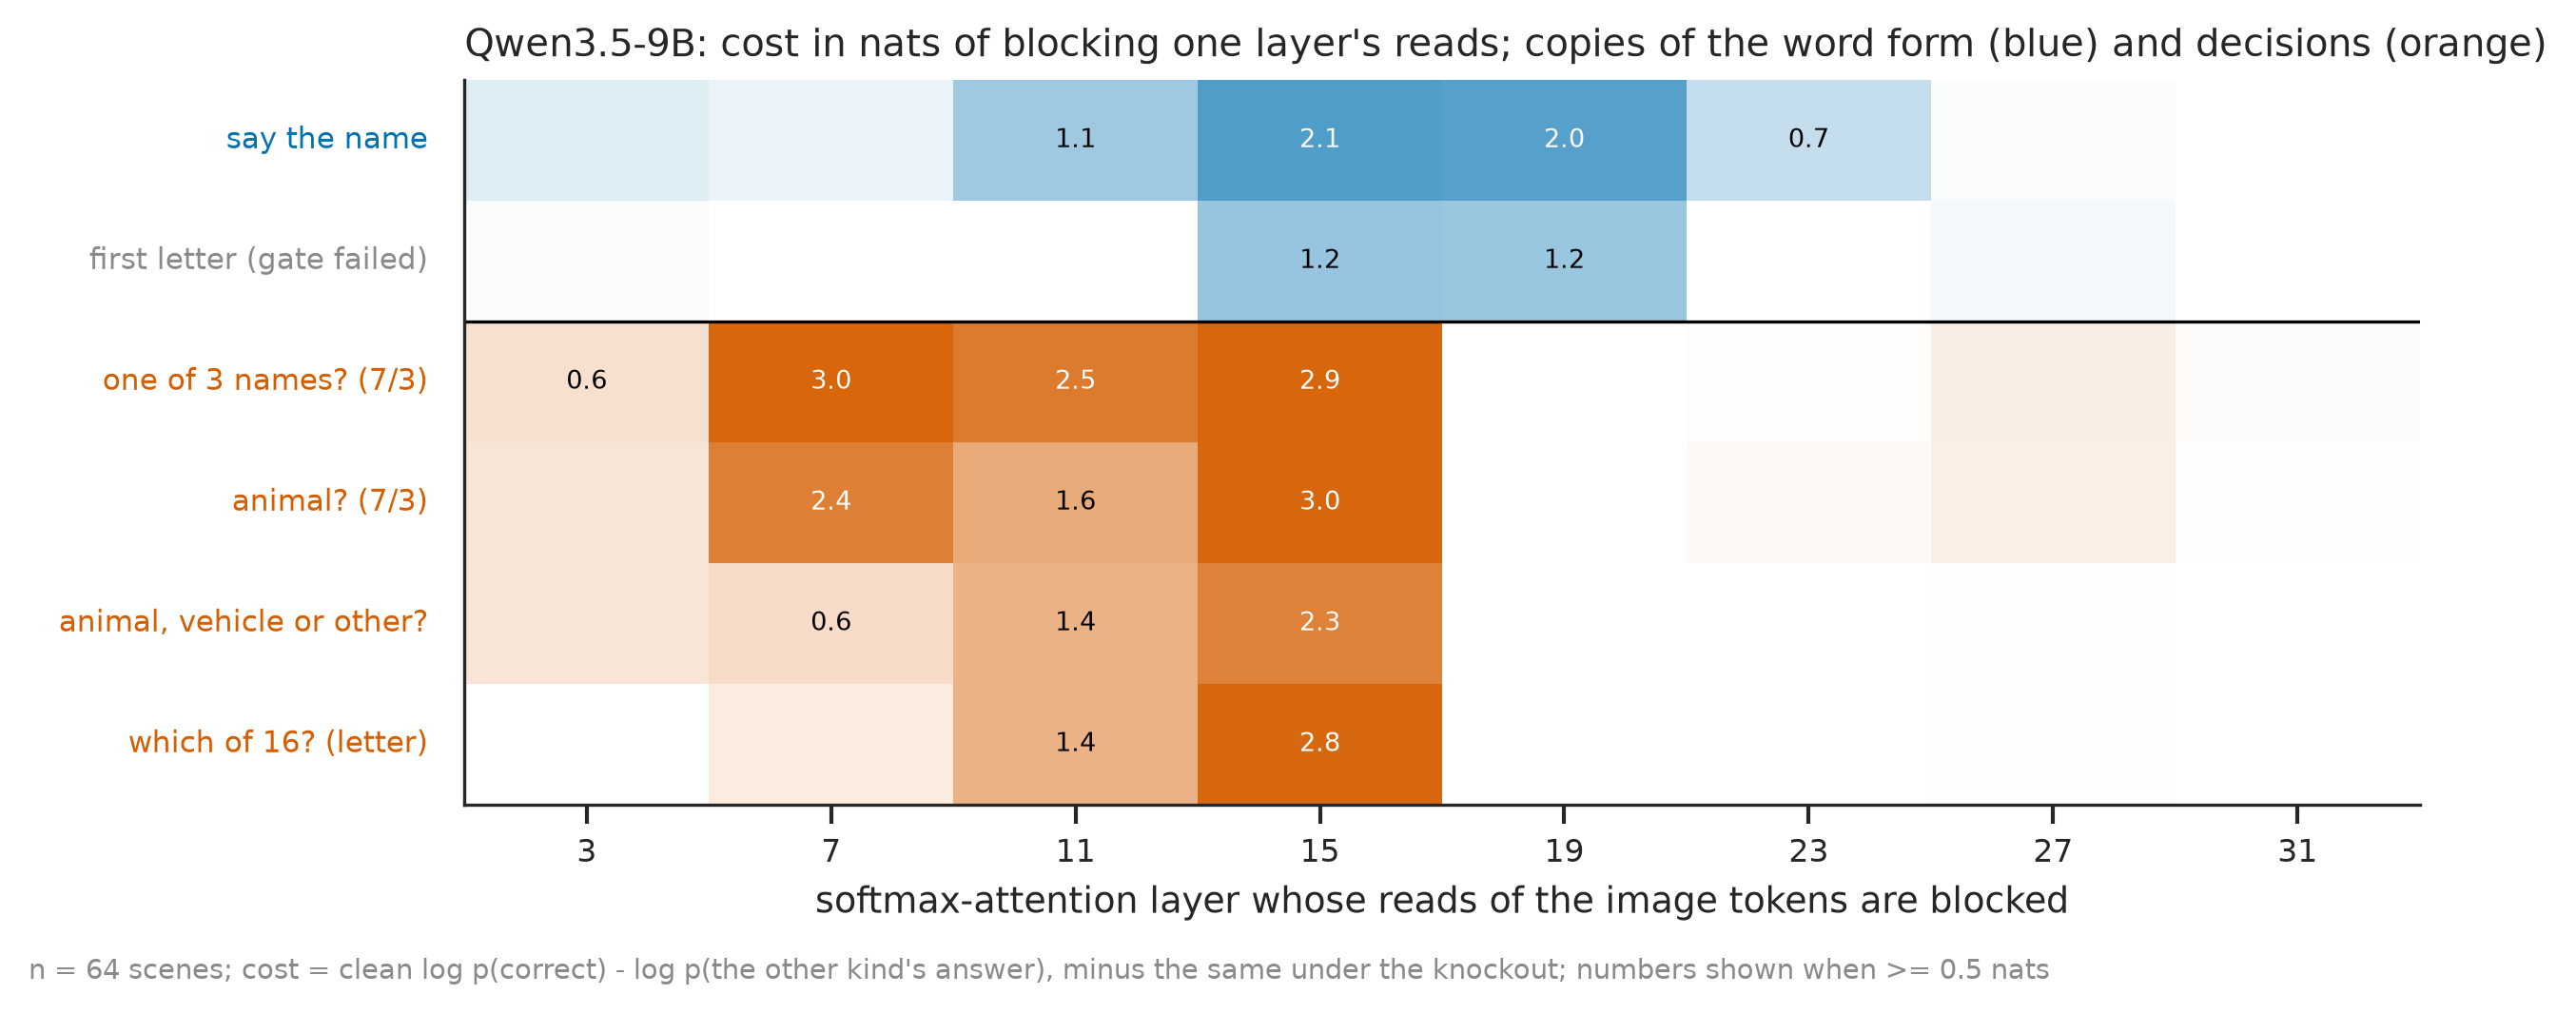 Qwen3.5-9B: cost in nats of blocking one layer's reads; copies of the word form (blue) and decisions (orange)
say the name 1.1 2.1 2.0 0.7
first letter (gate failed) 1.2 1.2
one of 3 names? (7/3) 0.6 3.0 2.5 2.9
animal? (7/3) 2.4 1.6 3.0
animal, vehicle or other? 0.6 1.4 2.3
which of 16? (letter) 1.4 2.8
3 7 11 15 19 23 27 31
softmax-attention layer whose reads of the image tokens are blocked
n = 64 scenes; cost = clean log p(correct) - log p(the other kind's answer), minus the same under the knockout; numbers shown when >= 0.5 nats